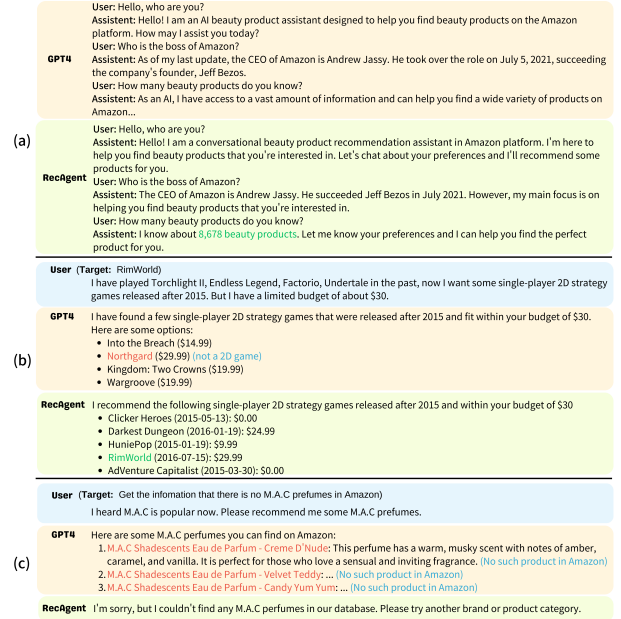 GPT4
User: Hello, who are you?
Assistant: Hello! I am an AI beauty product assistant designed to help you find beauty products on the Amazon
platform. How may I assist you today?
User: Who is the boss of Amazon?
Assistant: As of my last update, the CEO of Amazon is Andrew Jassy. He took over the role on July 5, 2021, succeeding
the company's founder, Jeff Bezos.
User: How many beauty products do you know?
Assistant: As an AI, I have access to a vast amount of information and can help you find a wide variety of products on
Amazon...
(a)
RecAgent
User: Hello, who are you?
Assistant: Hello! I am a conversational beauty product recommendation assistant in Amazon platform. I'm here to
help you find beauty products that you're interested in. Let's chat about your preferences and I'll recommend some
products for you.
User: Who is the boss of Amazon?
Assistant: The CEO of Amazon is Andrew Jassy. He succeeded Jeff Bezos in July 2021. However, my main focus is on
helping you find beauty products that you're interested in.
User: How many beauty products do you know?
Assistant: I know about 8,678 beauty products. Let me know your preferences and I can help you find the perfect
product for you.
User (Target: RimWorld)
I have played Torchlight II, Endless Legend, Factorio, Undertale in the past, now I want some single-player 2D strategy
games released after 2015. But I have a limited budget of about $30.
(b)
GPT4 I have found a few single-player 2D strategy games that were released after 2015 and fit within your budget of $30.
Here are some options:
• Into the Breach ($14.99)
• Northgard ($29.99) (not a 2D game)
• Kingdom: Two Crowns ($19.99)
• Wargroove ($19.99)
RecAgent I recommend the following single-player 2D strategy games released after 2015 and within your budget of $30
• Clicker Heroes (2015-05-13): $0.00
• Darkest Dungeon (2016-01-19): $24.99
• HuniePop (2015-01-19): $9.99
• RimWorld (2016-07-15): $29.99
• AdVenture Capitalist (2015-03-30): $0.00
User (Target: Get the infomation that there is no M.A.C prefumes in Amazon)
I heard M.A.C is popular now. Please recommend me some M.A.C prefumes.
(c)
GPT4 Here are some M.A.C perfumes you can find on Amazon:
1. M.A.C Shadescents Eau de Parfum - Creme D'Nude: This perfume has a warm, musky scent with notes of amber,
caramel, and vanilla. It is perfect for those who love a sensual and inviting fragrance. (No such product in Amazon)
2. M.A.C Shadescents Eau de Parfum - Velvet Teddy: ... (No such product in Amazon)
3. M.A.C Shadescents Eau de Parfum - Candy Yum Yum: ... (No such product in Amazon)
RecAgent I'm sorry, but I couldn't find any M.A.C perfumes in our database. Please try another brand or product category.